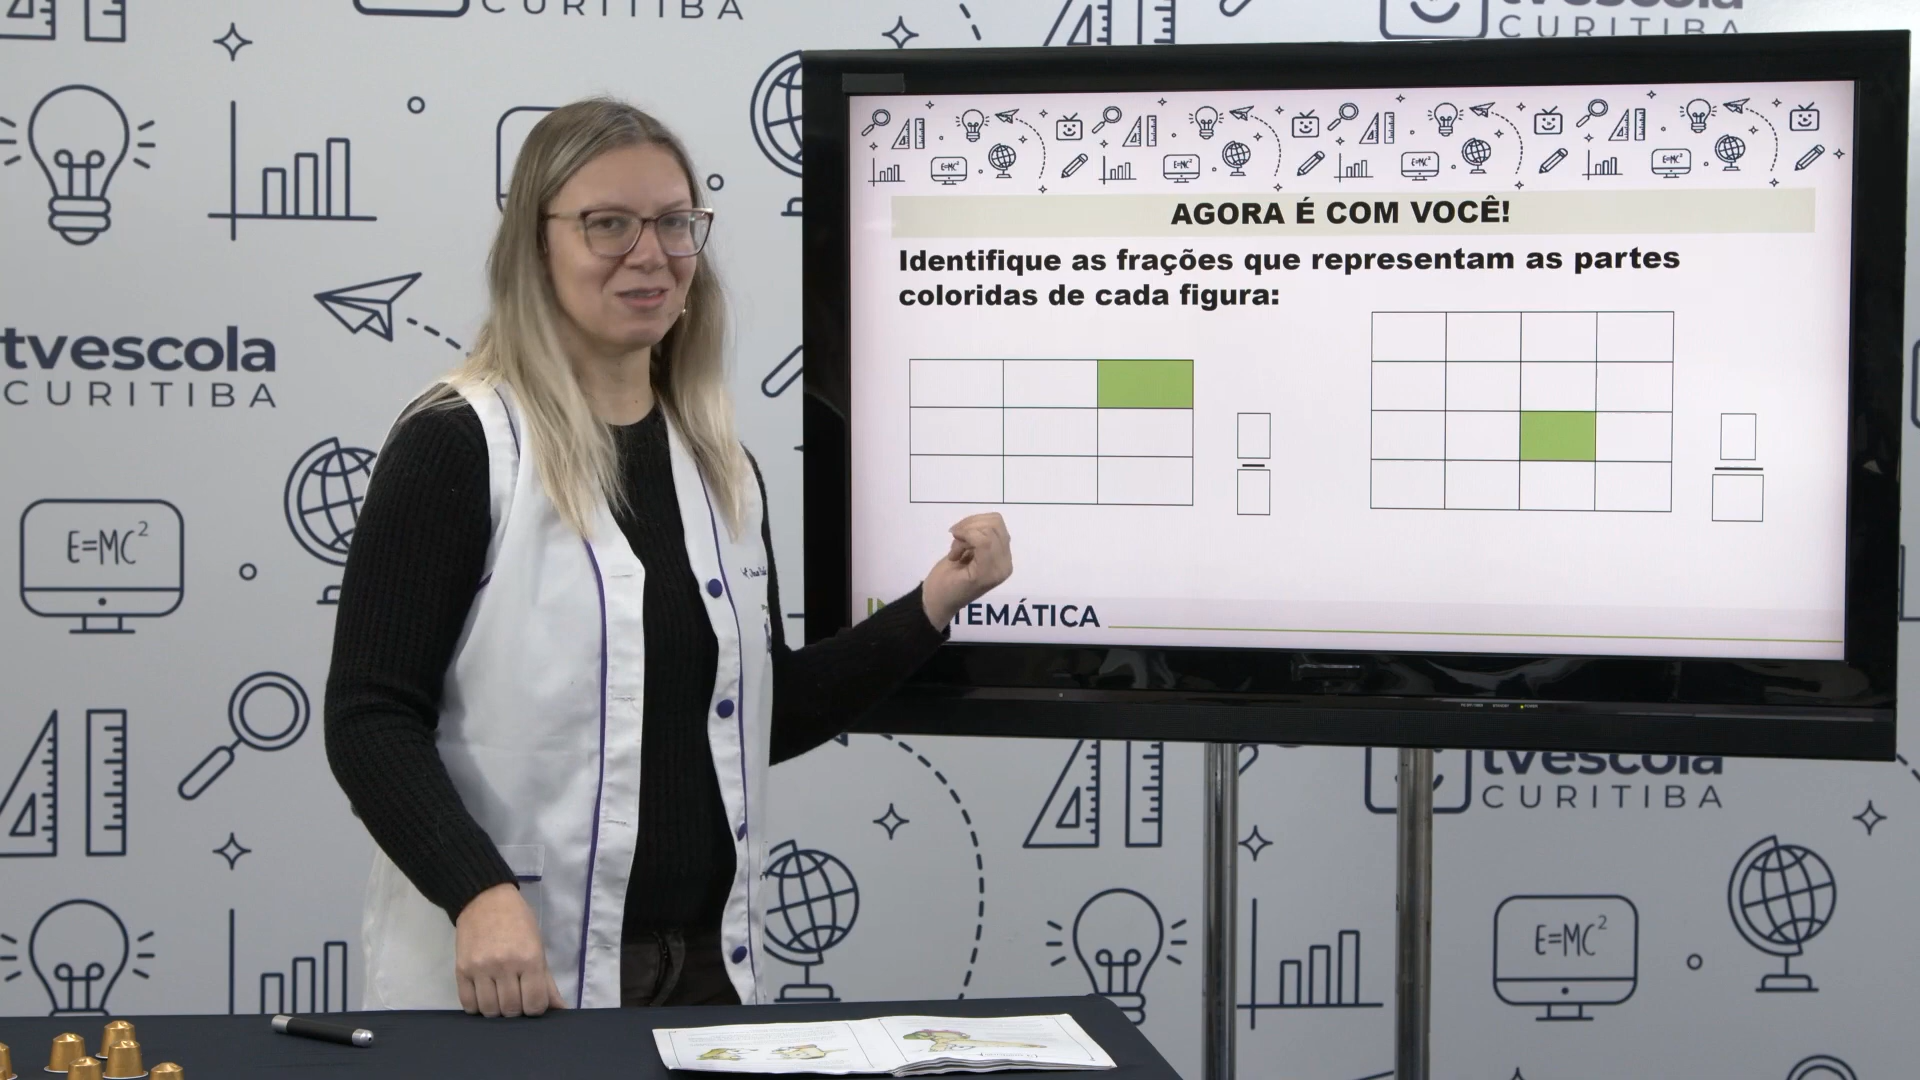 CURITIBA
tvescola
CURITIBA
AGORA É COM VOCÊ!
Identifique as frações que representam as partes
coloridas de cada figura:
TEMÁTICA
tvescola
CURITIBA
E=MC²
tvescola
CURITIBA
E=MC²